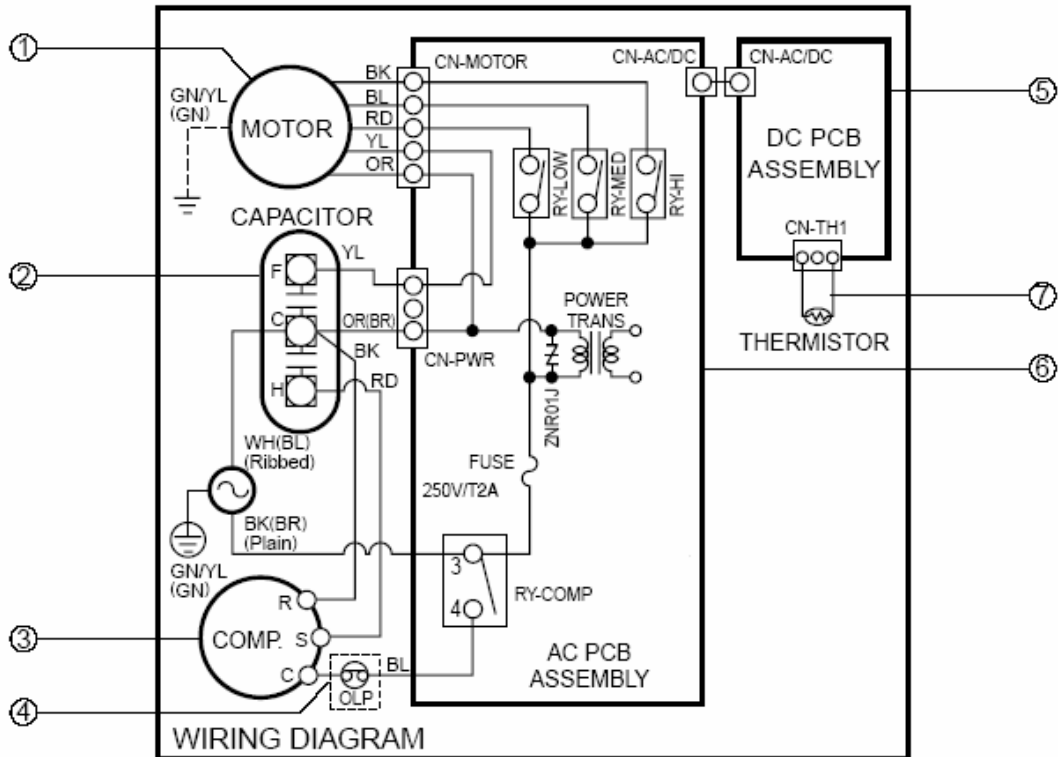 1
CN-MOTOR
CN-AC/DC
CN-AC/DC
BK
GN/YL
(GN)
BL
5
RD
MOTOR
DC PCB
ASSEMBLY
YL
OR
RY-LOW
RY-MED
RY-HI
CAPACITOR
CN-TH1
2
F
YL
POWER
TRANS
7
C
OR(BR)
THERMISTOR
BK
CN-PWR
6
H
RD
ZNR01J
WH(BL)
(Ribbed)
FUSE
250V/T2A
BK(BR)
(Plain)
3
GN/YL
(GN)
RY-COMP
R
4
3
COMP.
S
AC PCB
ASSEMBLY
C
BL
OLP
4
WIRING DIAGRAM